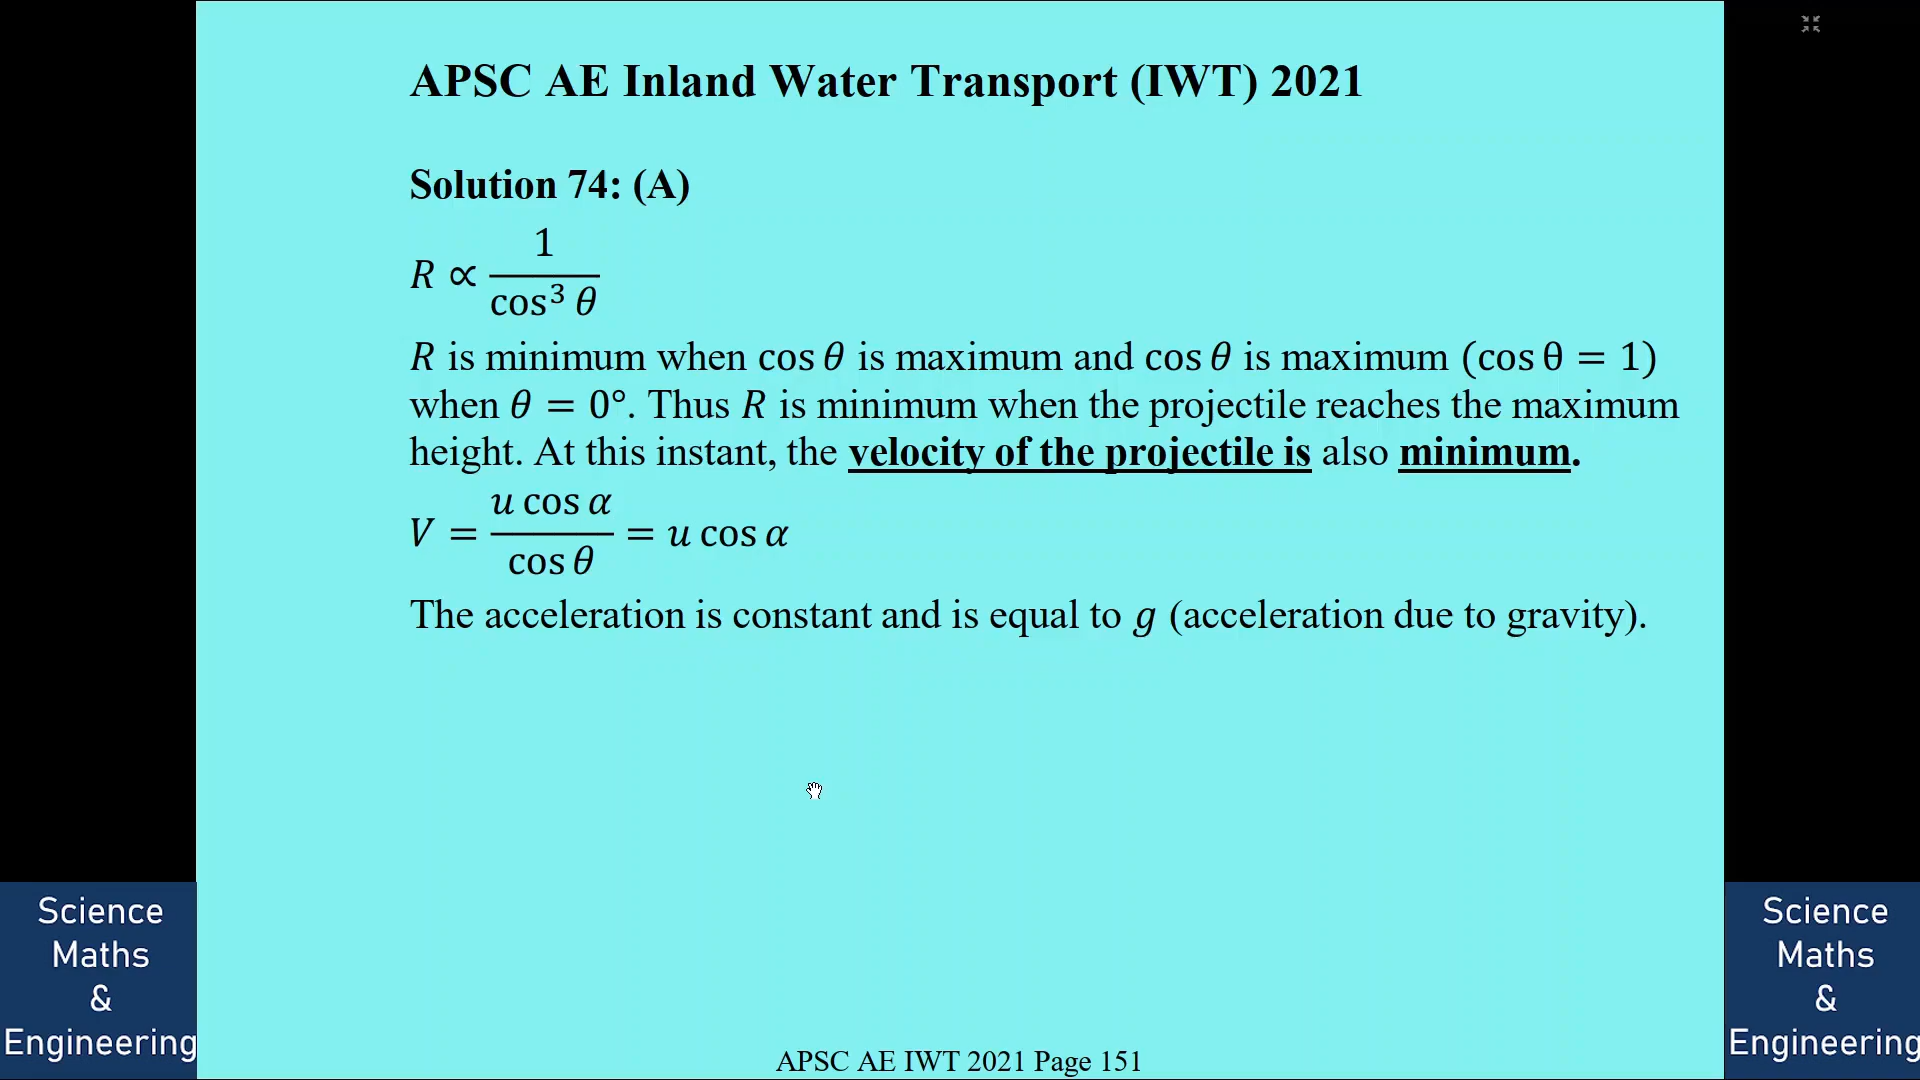 APSC AE Inland Water Transport (IWT) 2021
Solution 74: (A)
R ∝ 1 / cos³ θ
R is minimum when cos θ is maximum and cos θ is maximum (cos θ = 1)
when θ = 0°. Thus R is minimum when the projectile reaches the maximum
height. At this instant, the velocity of the projectile is also minimum.
V = u cos α / cos θ = u cos α
The acceleration is constant and is equal to g (acceleration due to gravity).
Science
Maths
&
Engineering
Science
Maths
&
Engineering
APSC AE IWT 2021 Page 151